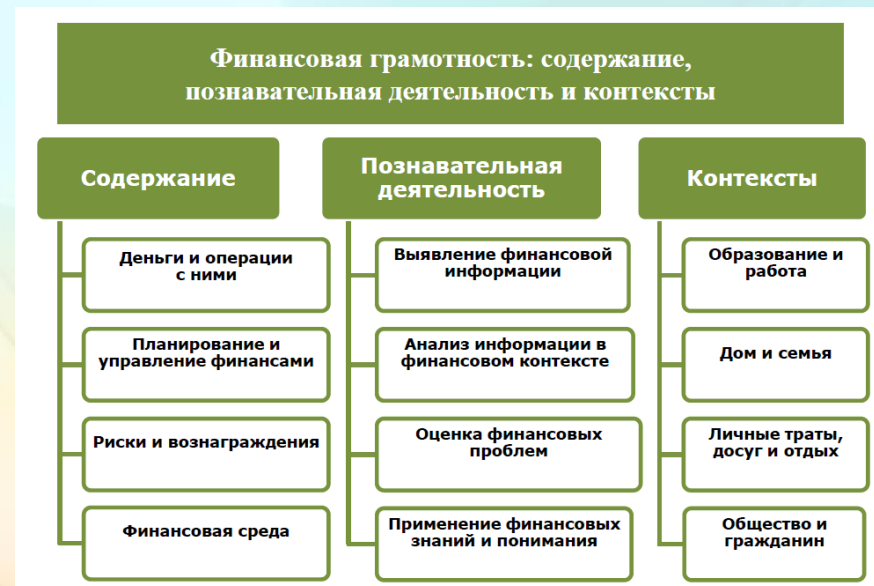 Финансовая грамотность: содержание,
познавательная деятельность и контексты
Содержание
Деньги и операции
с ними
Планирование и
управление финансами
Риски и вознаграждения
Финансовая среда
Познавательная
деятельность
Выявление финансовой
информации
Анализ информации в
финансовом контексте
Оценка финансовых
проблем
Применение финансовых
знаний и понимания
Контексты
Образование и
работа
Дом и семья
Личные траты,
досуг и отдых
Общество и
гражданин